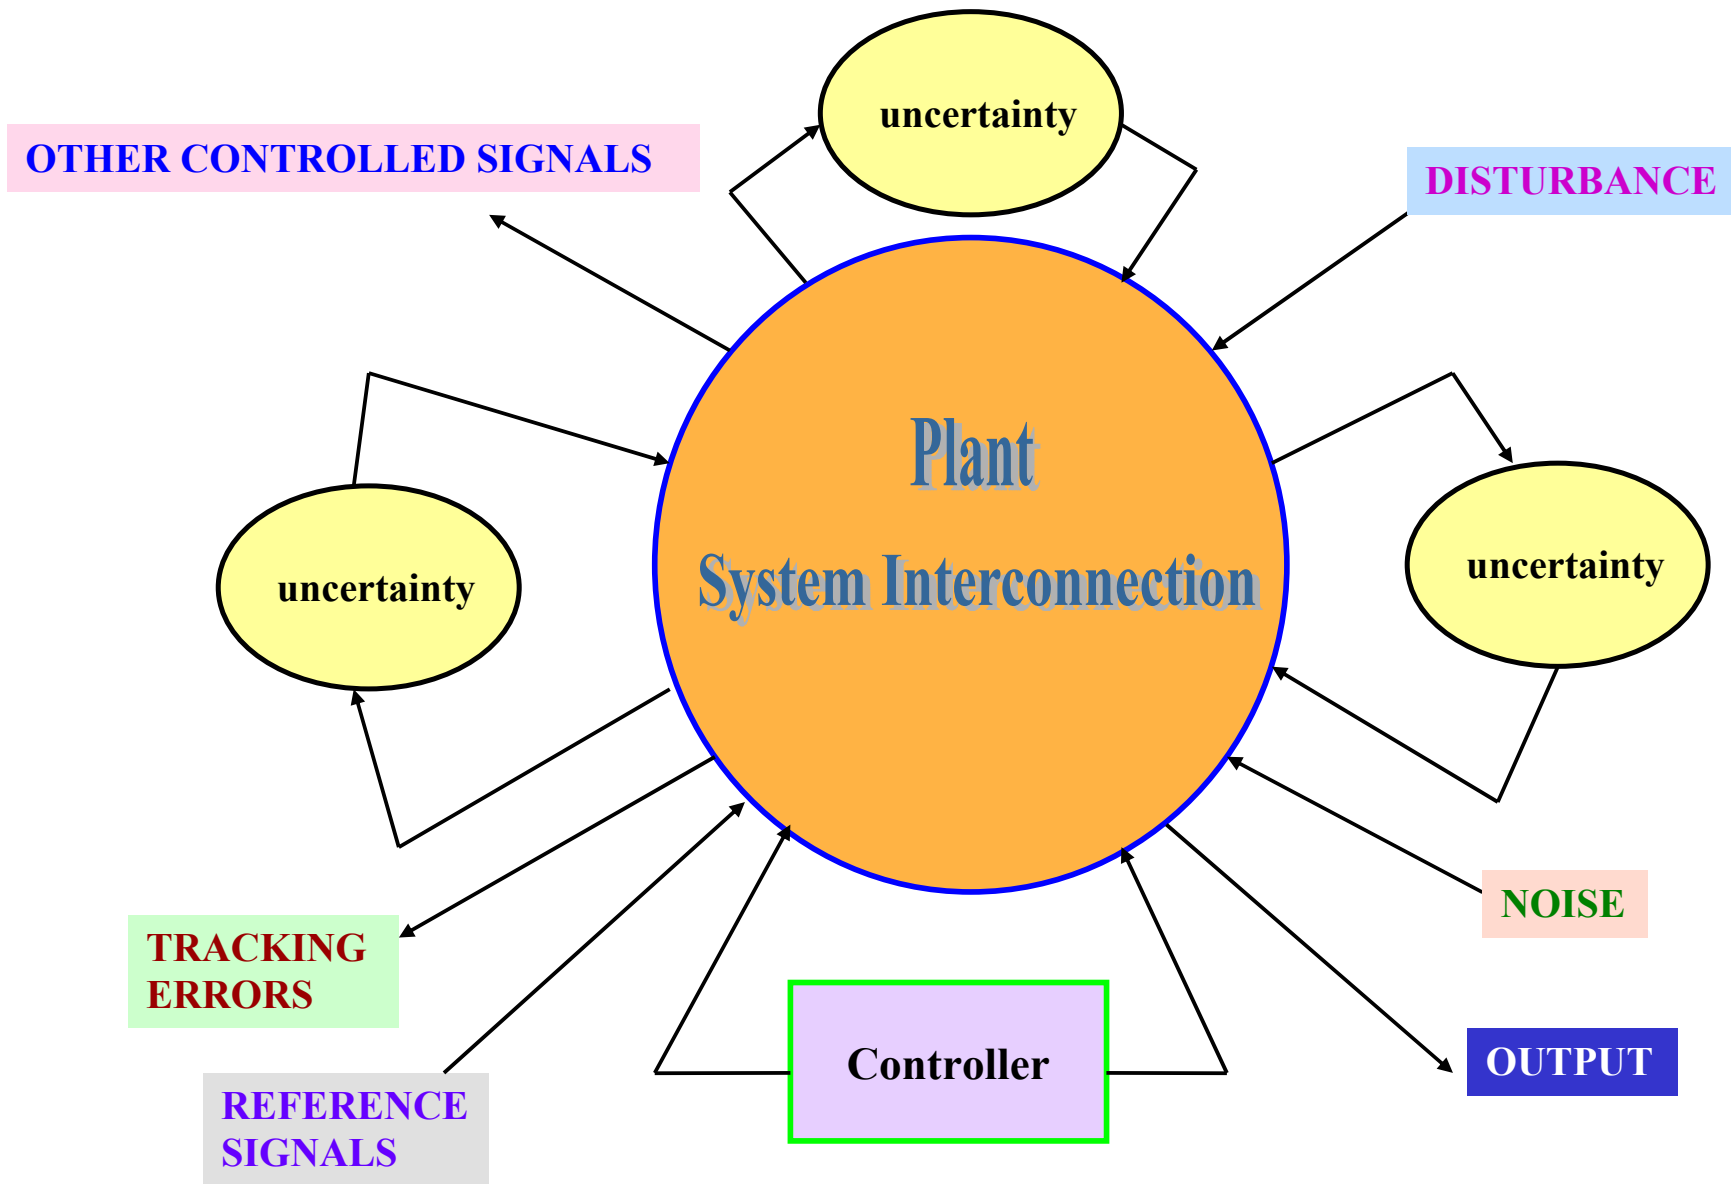 uncertainty
OTHER CONTROLLED SIGNALS
DISTURBANCE
Plant
System Interconnection
uncertainty
uncertainty
NOISE
TRACKING
ERRORS
Controller
OUTPUT
REFERENCE
SIGNALS